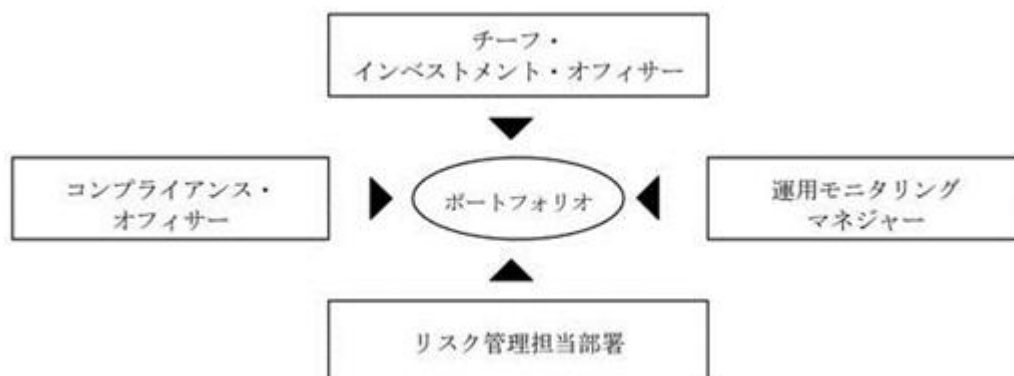 チーフ・
インベストメント・オフィサー
コンプライアンス・
オフィサー
ポートフォリオ
運用モニタリング
マネジャー
リスク管理担当部署